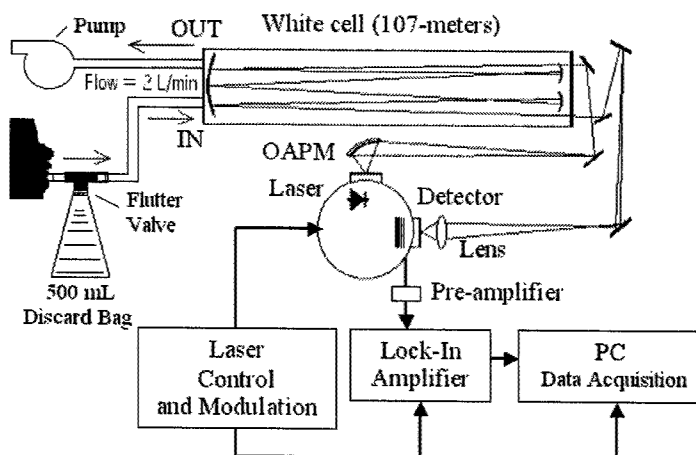 Pump
OUT
White cell (107-meters)
Flow = 2 L/min
IN
OAPM
Laser
Detector
Lens
Flutter
Valve
500 mL
Discard Bag
Pre-amplifier
Laser
Control
and Modulation
Lock-In
Amplifier
PC
Data Acquisition